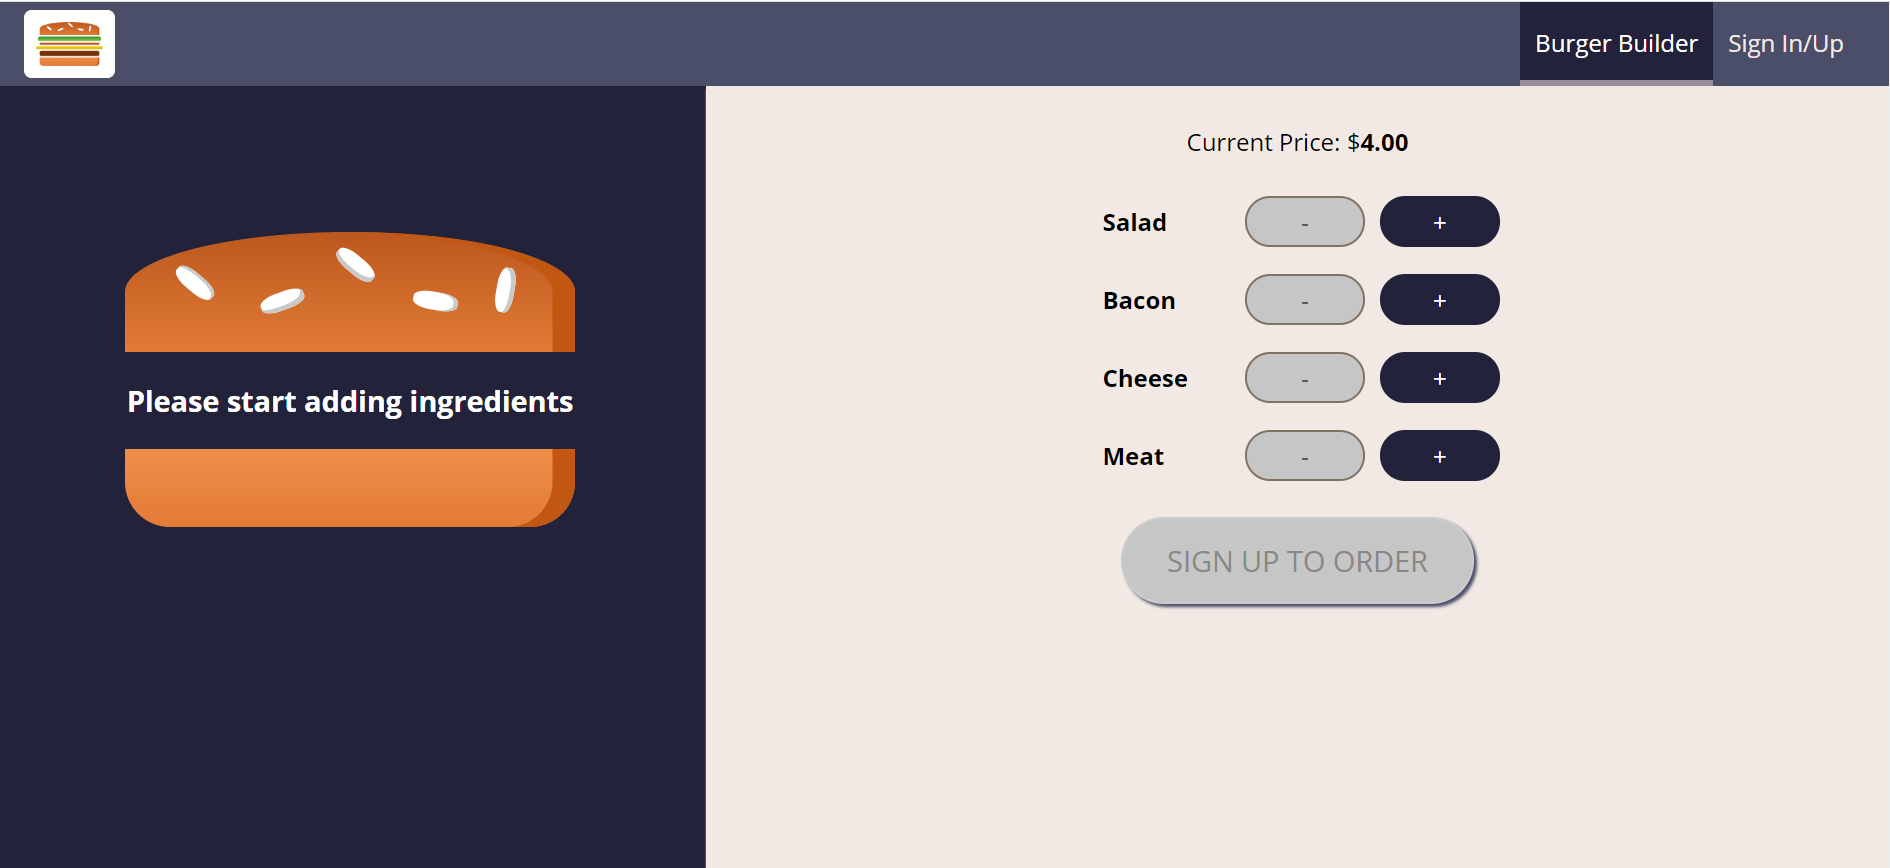 Burger Builder
Sign In/Up
Please start adding ingredients
Current Price: $4.00
Salad - +
Bacon - +
Cheese - +
Meat - +
SIGN UP TO ORDER